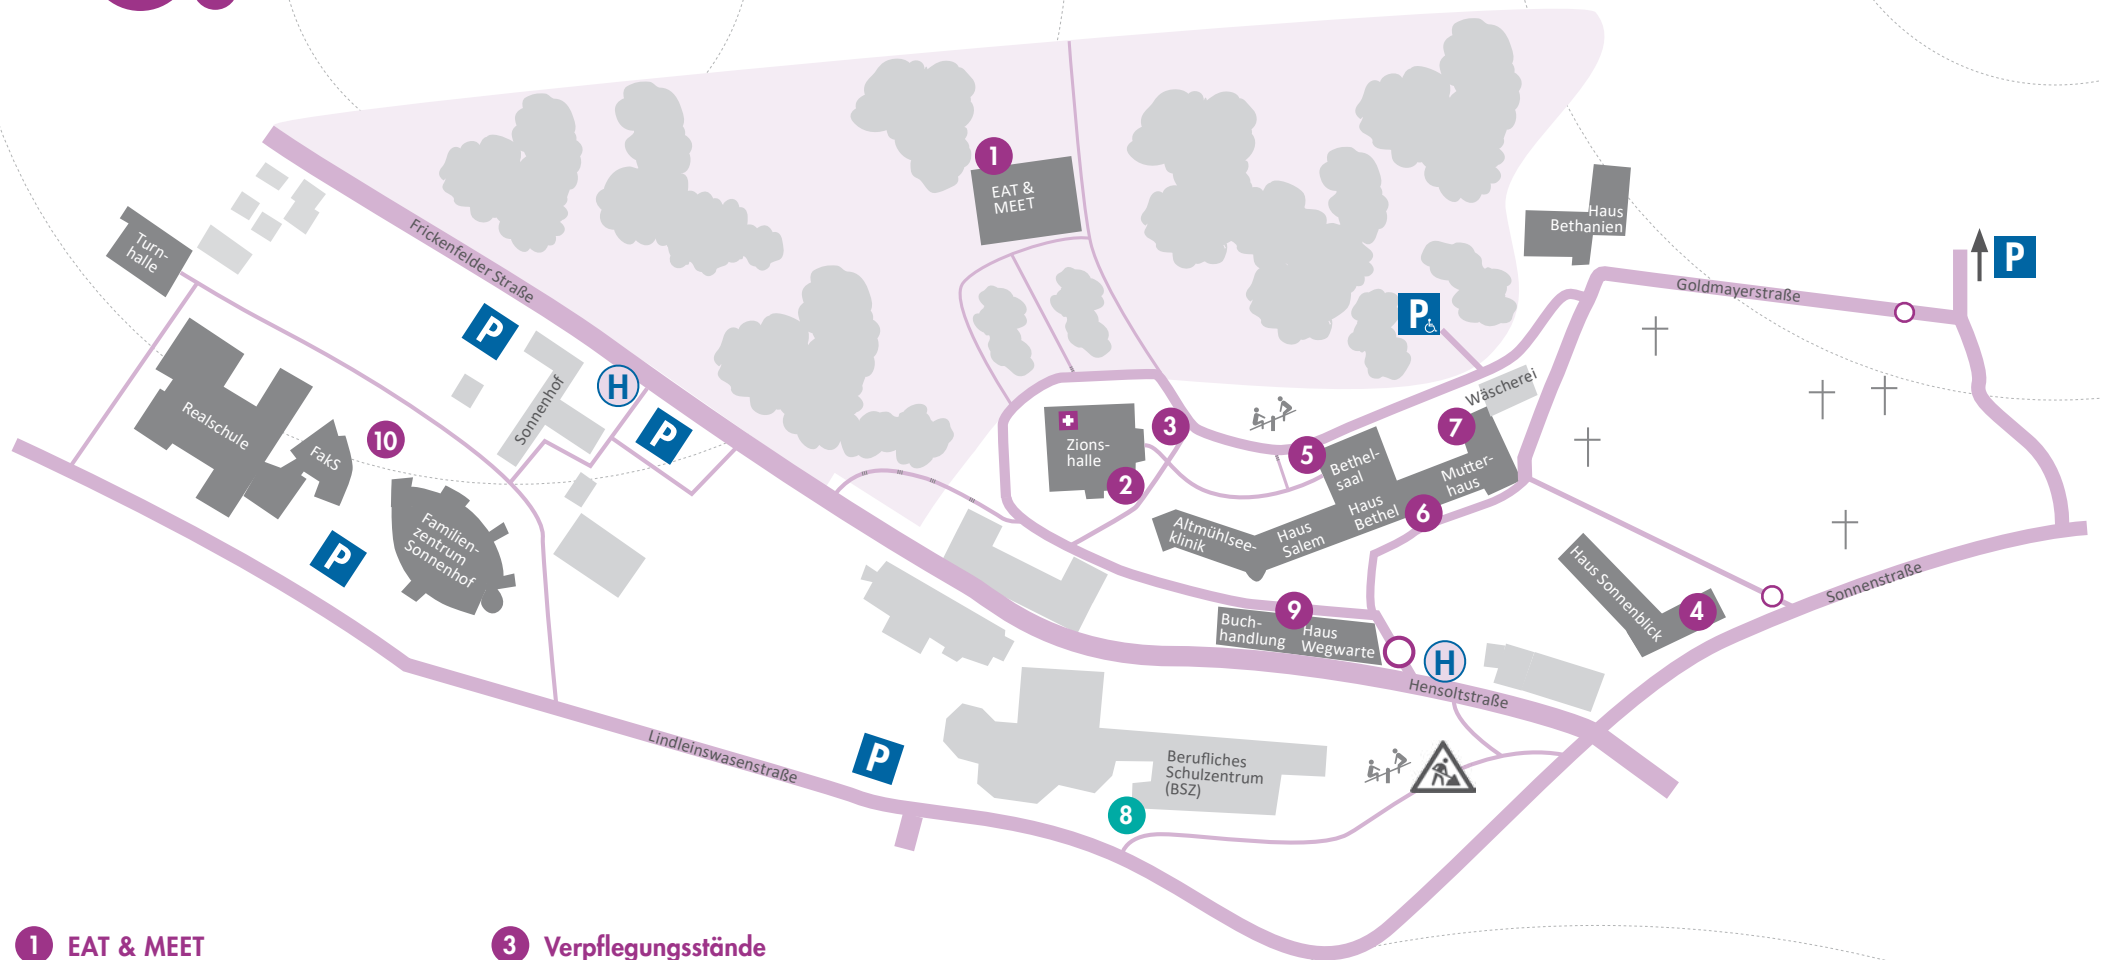 1
EAT &
MEET
Haus
Bethanien
Turn-
halle
Frickenfelder Straße
P
Goldmayerstraße
P
P
H
Sonnenhof
Wäscherei
Realschule
FakS
10
P
Zions-
halle
3
2
5
7
Bethel-
saal
Mutter-
haus
Haus
Bethel
6
Altmühlsee-
klinik
Haus
Salem
Familien-
zentrum
Sonnenhof
P
Haus Sonnenblick
4
Sonnenstraße
9
Buch-
handlung
Haus
Wegwarte
H
Hensoltstraße
Lindleinswasenstraße
P
Berufliches
Schulzentrum
(BSZ)
8
1 EAT & MEET
3 Verpflegungsstände